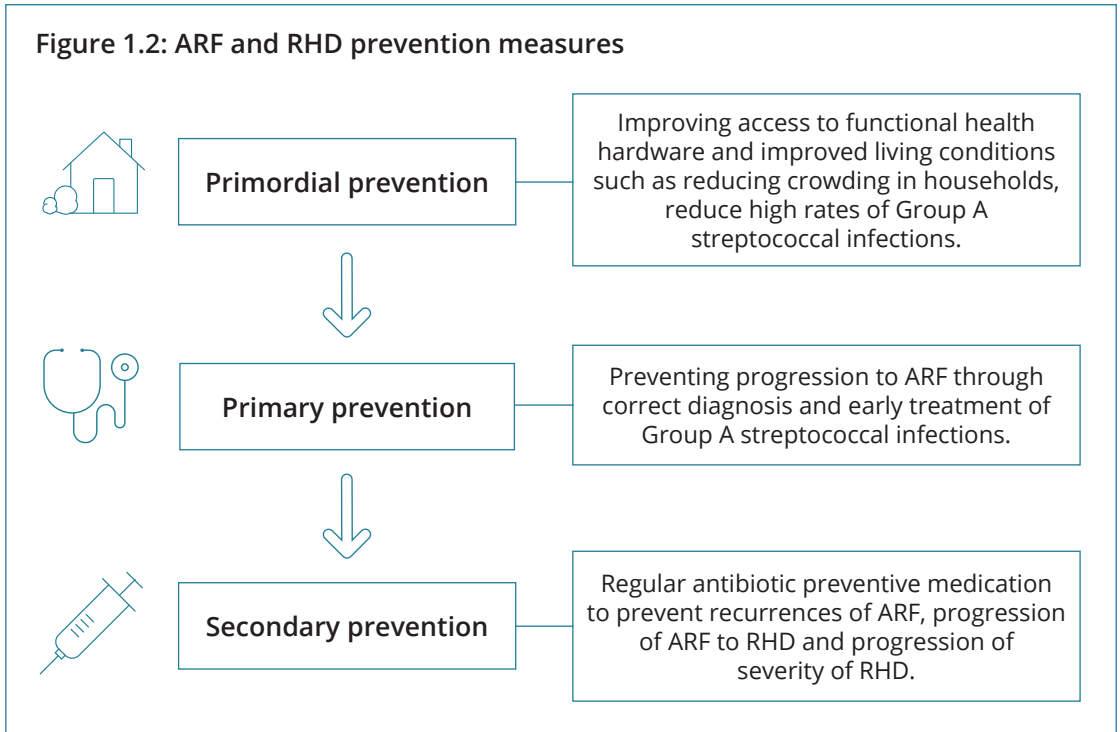 Figure 1.2: ARF and RHD prevention measures
Primordial prevention
Improving access to functional health
hardware and improved living conditions
such as reducing crowding in households,
reduce high rates of Group A
streptococcal infections.
Primary prevention
Preventing progression to ARF through
correct diagnosis and early treatment of
Group A streptococcal infections.
Secondary prevention
Regular antibiotic preventive medication
to prevent recurrences of ARF, progression
of ARF to RHD and progression of
severity of RHD.